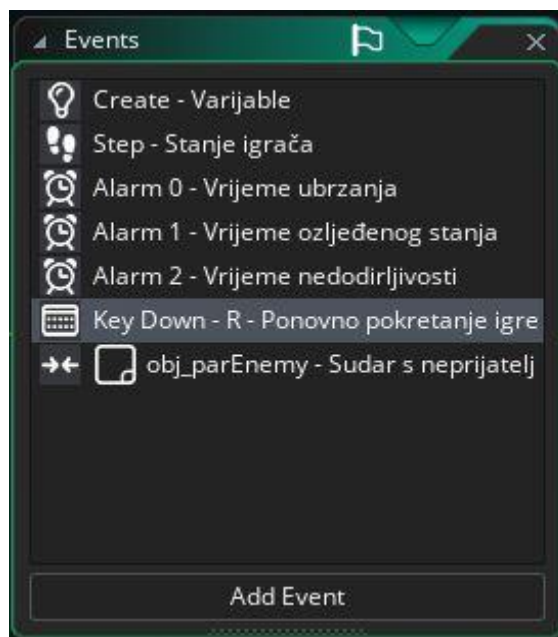 Events
Create - Varijable
Step - Stanje igrača
Alarm 0 - Vrijeme ubrzanja
Alarm 1 - Vrijeme ozljeđenog stanja
Alarm 2 - Vrijeme nedodirljivosti
Key Down - R - Ponovno pokretanje igre
obj_parEnemy - Sudar s neprijatelj
Add Event